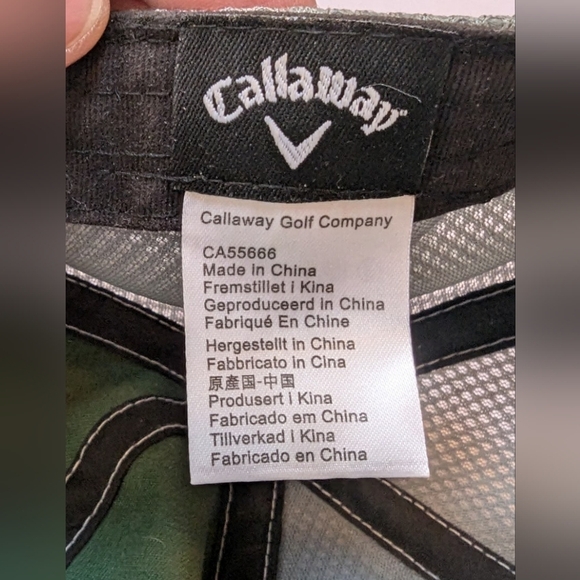 Callaway
Callaway Golf Company
CA55666
Made in China
Fremstillet i Kina
Geproduceerd in China
Fabriqué En Chine
Hergestellt in China
Fabbricato in Cina
原產国-中国
Produsert i Kina
Fabricado em China
Tillverkad i Kina
Fabricado en China